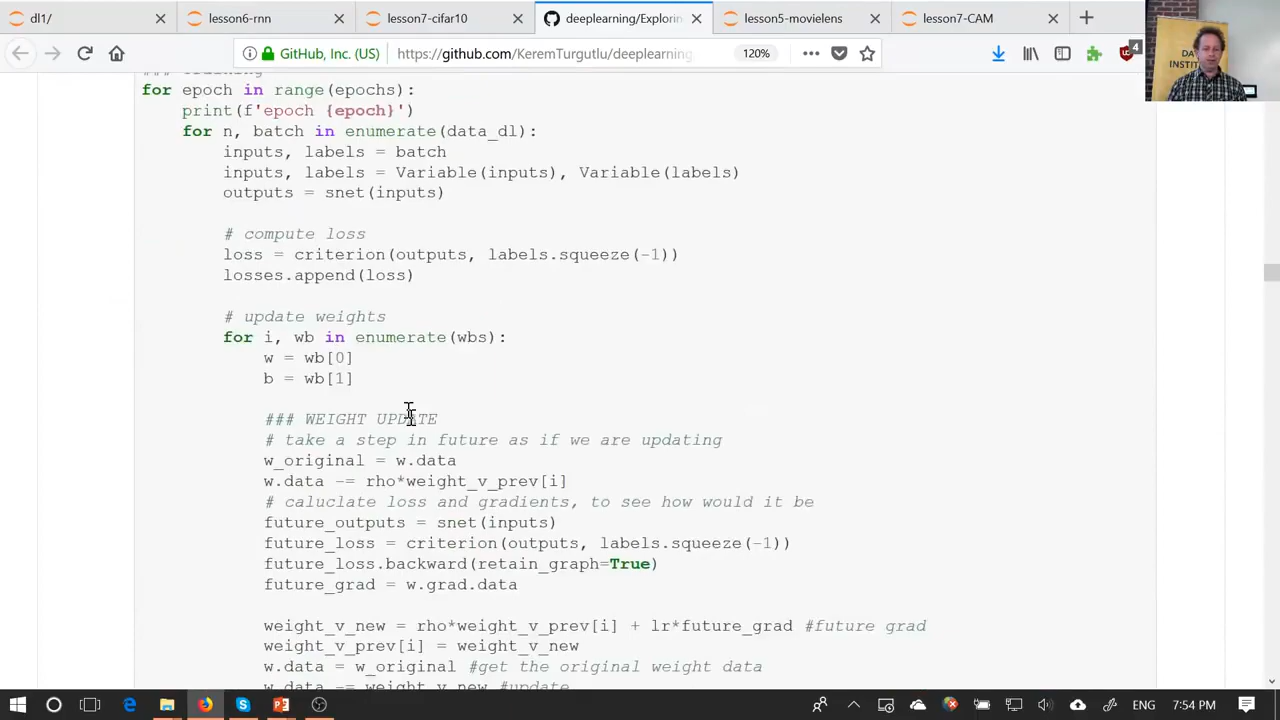 dl1/
lesson6-rnn
lesson7-cifar10
deeplearning/Explorin
lesson5-movielens
lesson7-CAM
GitHub, Inc. (US)
https://github.com/KeremTurgutlu/deeplearning
120%
4
for epoch in range(epochs):
print(f'epoch {epoch}')
for n, batch in enumerate(data_dl):
inputs, labels = batch
inputs, labels = Variable(inputs), Variable(labels)
outputs = snet(inputs)
# compute loss
loss = criterion(outputs, labels.squeeze(-1))
losses.append(loss)
# update weights
for i, wb in enumerate(wbs):
w = wb[0]
b = wb[1]
### WEIGHT UPDATE
# take a step in future as if we are updating
w_original = w.data
w.data -= rho*weight_v_prev[i]
# caluclate loss and gradients, to see how would it be
future_outputs = snet(inputs)
future_loss = criterion(outputs, labels.squeeze(-1))
future_loss.backward(retain_graph=True)
future_grad = w.grad.data
weight_v_new = rho*weight_v_prev[i] + lr*future_grad #future grad
weight_v_prev[i] = weight_v_new
w.data = w_original #get the original weight data
w.data -= weight_v_new #update
ENG
7:54 PM